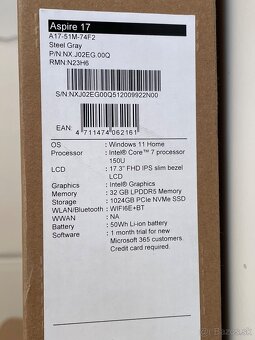 Aspire 17
A17-51M-74F2
Steel Gray
P/N:NX.J02EG.00Q
RMN:N23H6
S/N:NXJ02EG00Q512009922N00
EAN:
4 711474 062161
OS : Windows 11 Home
Processor : Intel® Core™ 7 processor
150U
LCD : 17.3" FHD IPS slim bezel
LCD
Graphics : Intel® Graphics
Memory : 32 GB LPDDR5 Memory
Storage : 1024GB PCIe NVMe SSD
WLAN/Bluetooth : WIFI6E+BT
WWAN : NA
Battery : 50Wh Li-ion battery
Software : 1 month trial for new
Microsoft 365 customers.
Credit card required.
bazos.sk